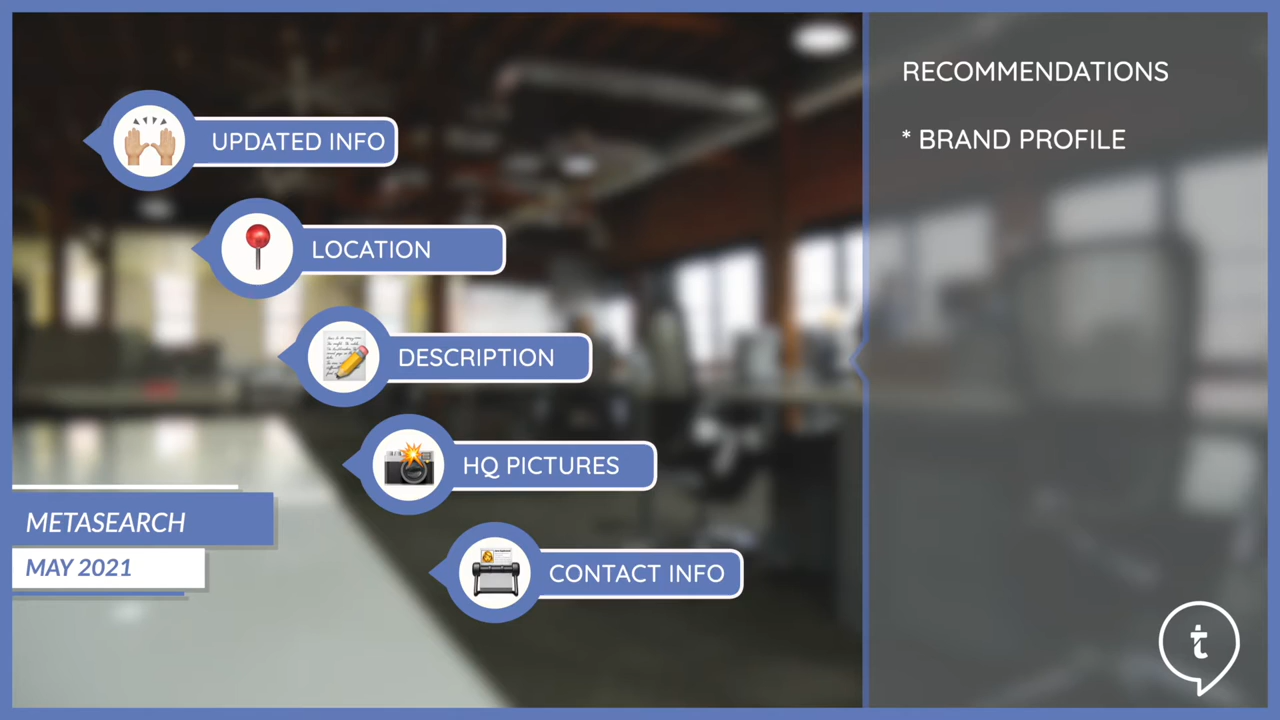 RECOMMENDATIONS
* BRAND PROFILE
UPDATED INFO
LOCATION
DESCRIPTION
HQ PICTURES
CONTACT INFO
METASEARCH
MAY 2021
t